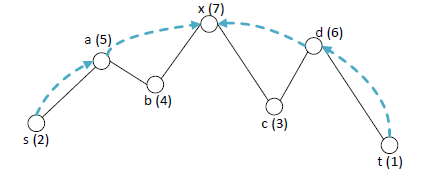 x (7)
d (6)
a (5)
b (4)
c (3)
s (2)
t (1)